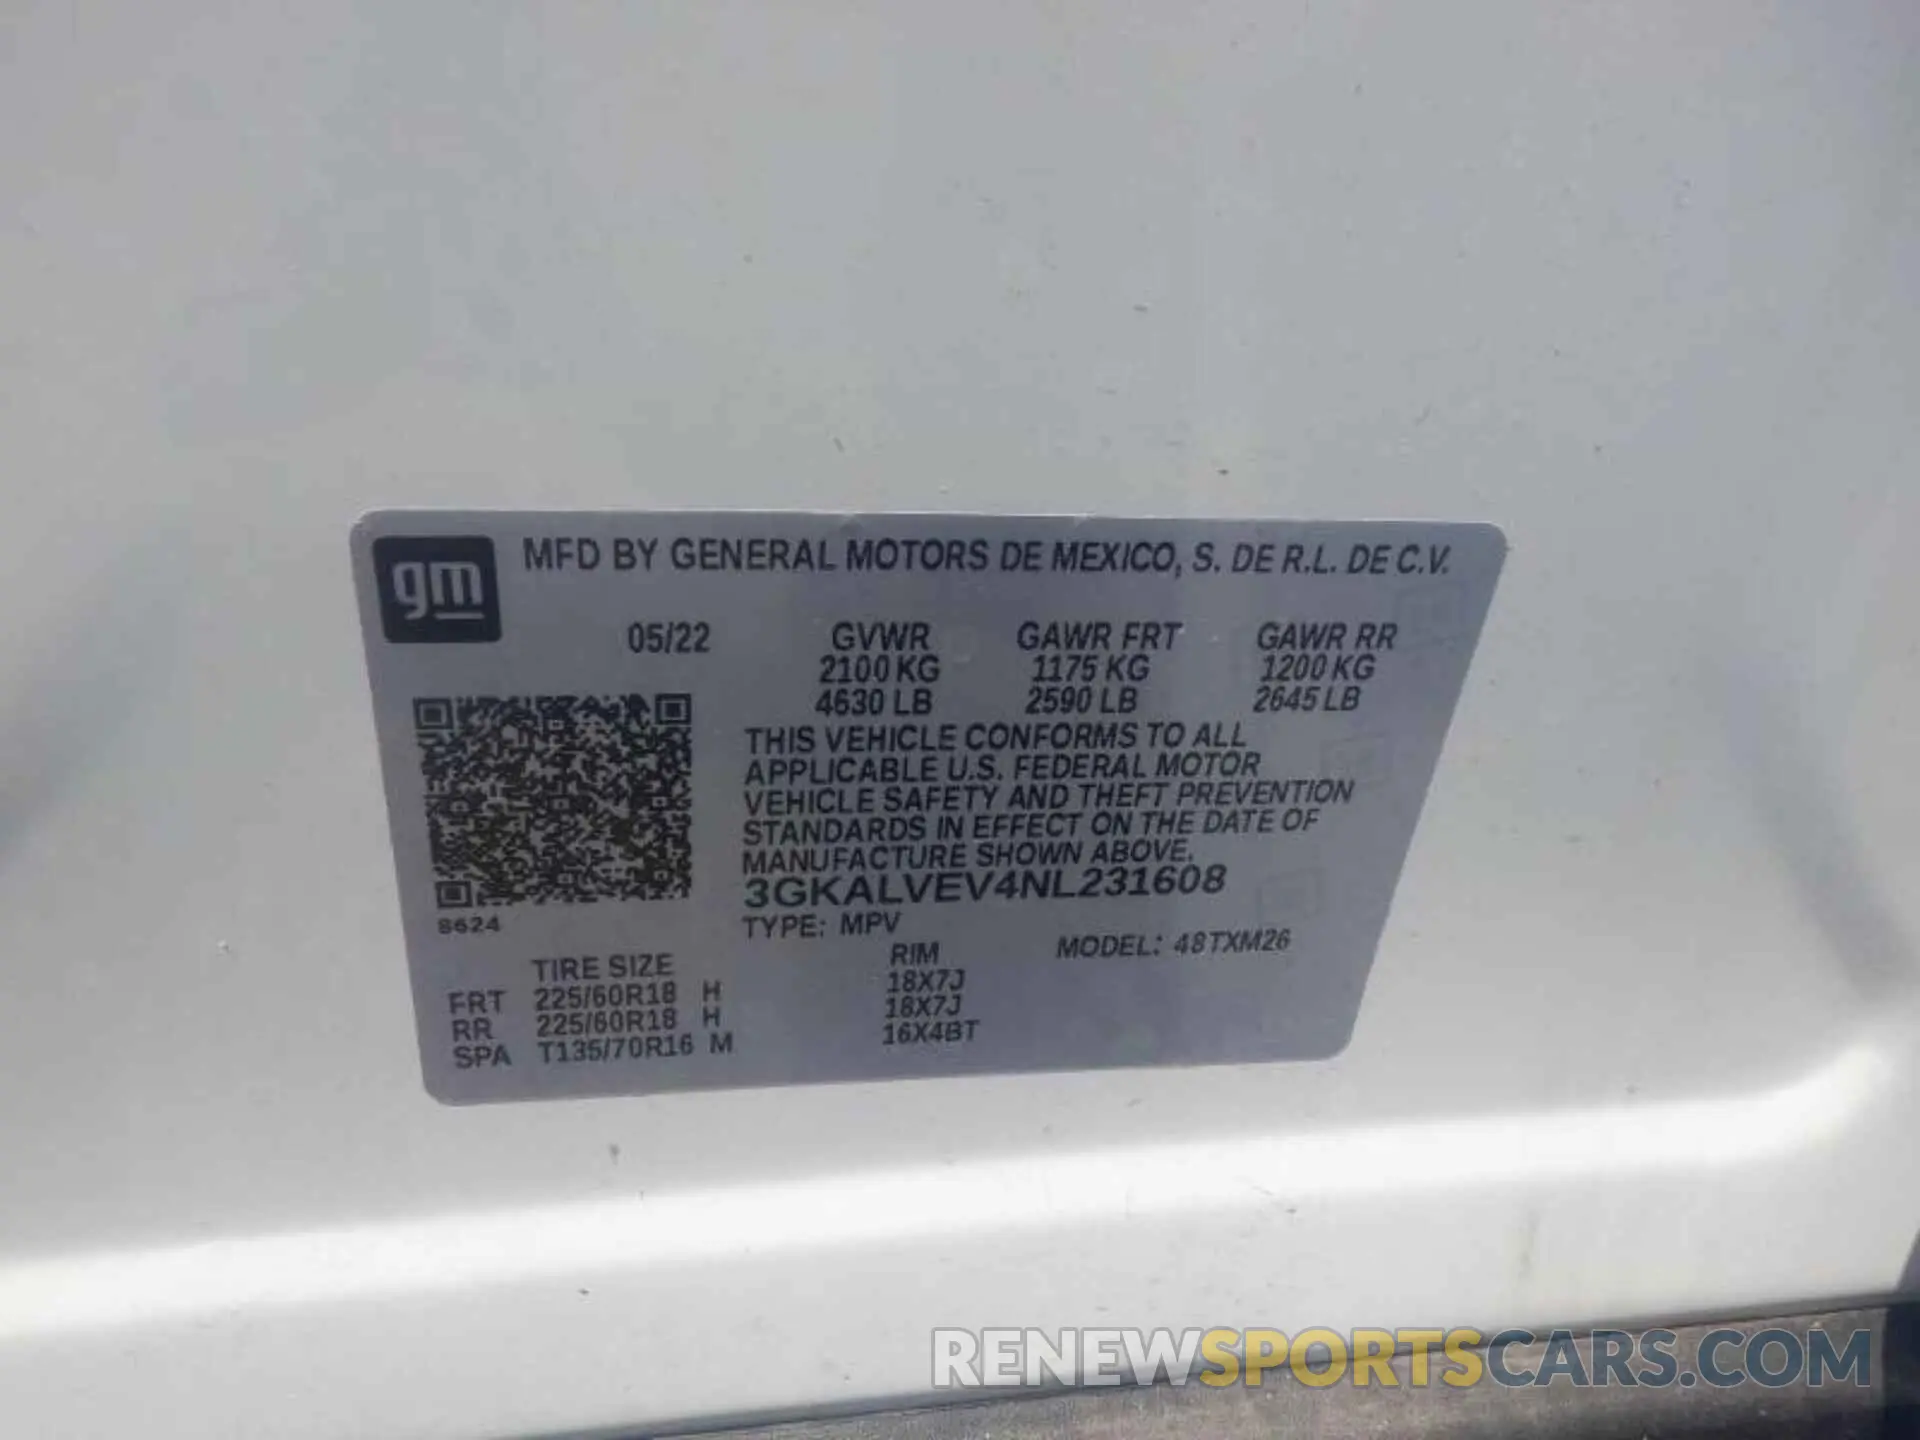 gm
MFD BY GENERAL MOTORS DE MEXICO, S. DE R.L. DE C.V.
05/22 GVWR GAWR FRT GAWR RR
2100 KG 1175 KG 1200 KG
4630 LB 2590 LB 2645 LB
THIS VEHICLE CONFORMS TO ALL
APPLICABLE U.S. FEDERAL MOTOR
VEHICLE SAFETY AND THEFT PREVENTION
STANDARDS IN EFFECT ON THE DATE OF
MANUFACTURE SHOWN ABOVE.
3GKALVEV4NL231608
8624
TYPE: MPV
MODEL: 48TXM26
TIRE SIZE RIM
FRT 225/60R18 H 18X7J
RR 225/60R18 H 18X7J
SPA T135/70R16 M 16X4BT
RENEWSPORTSCARS.COM